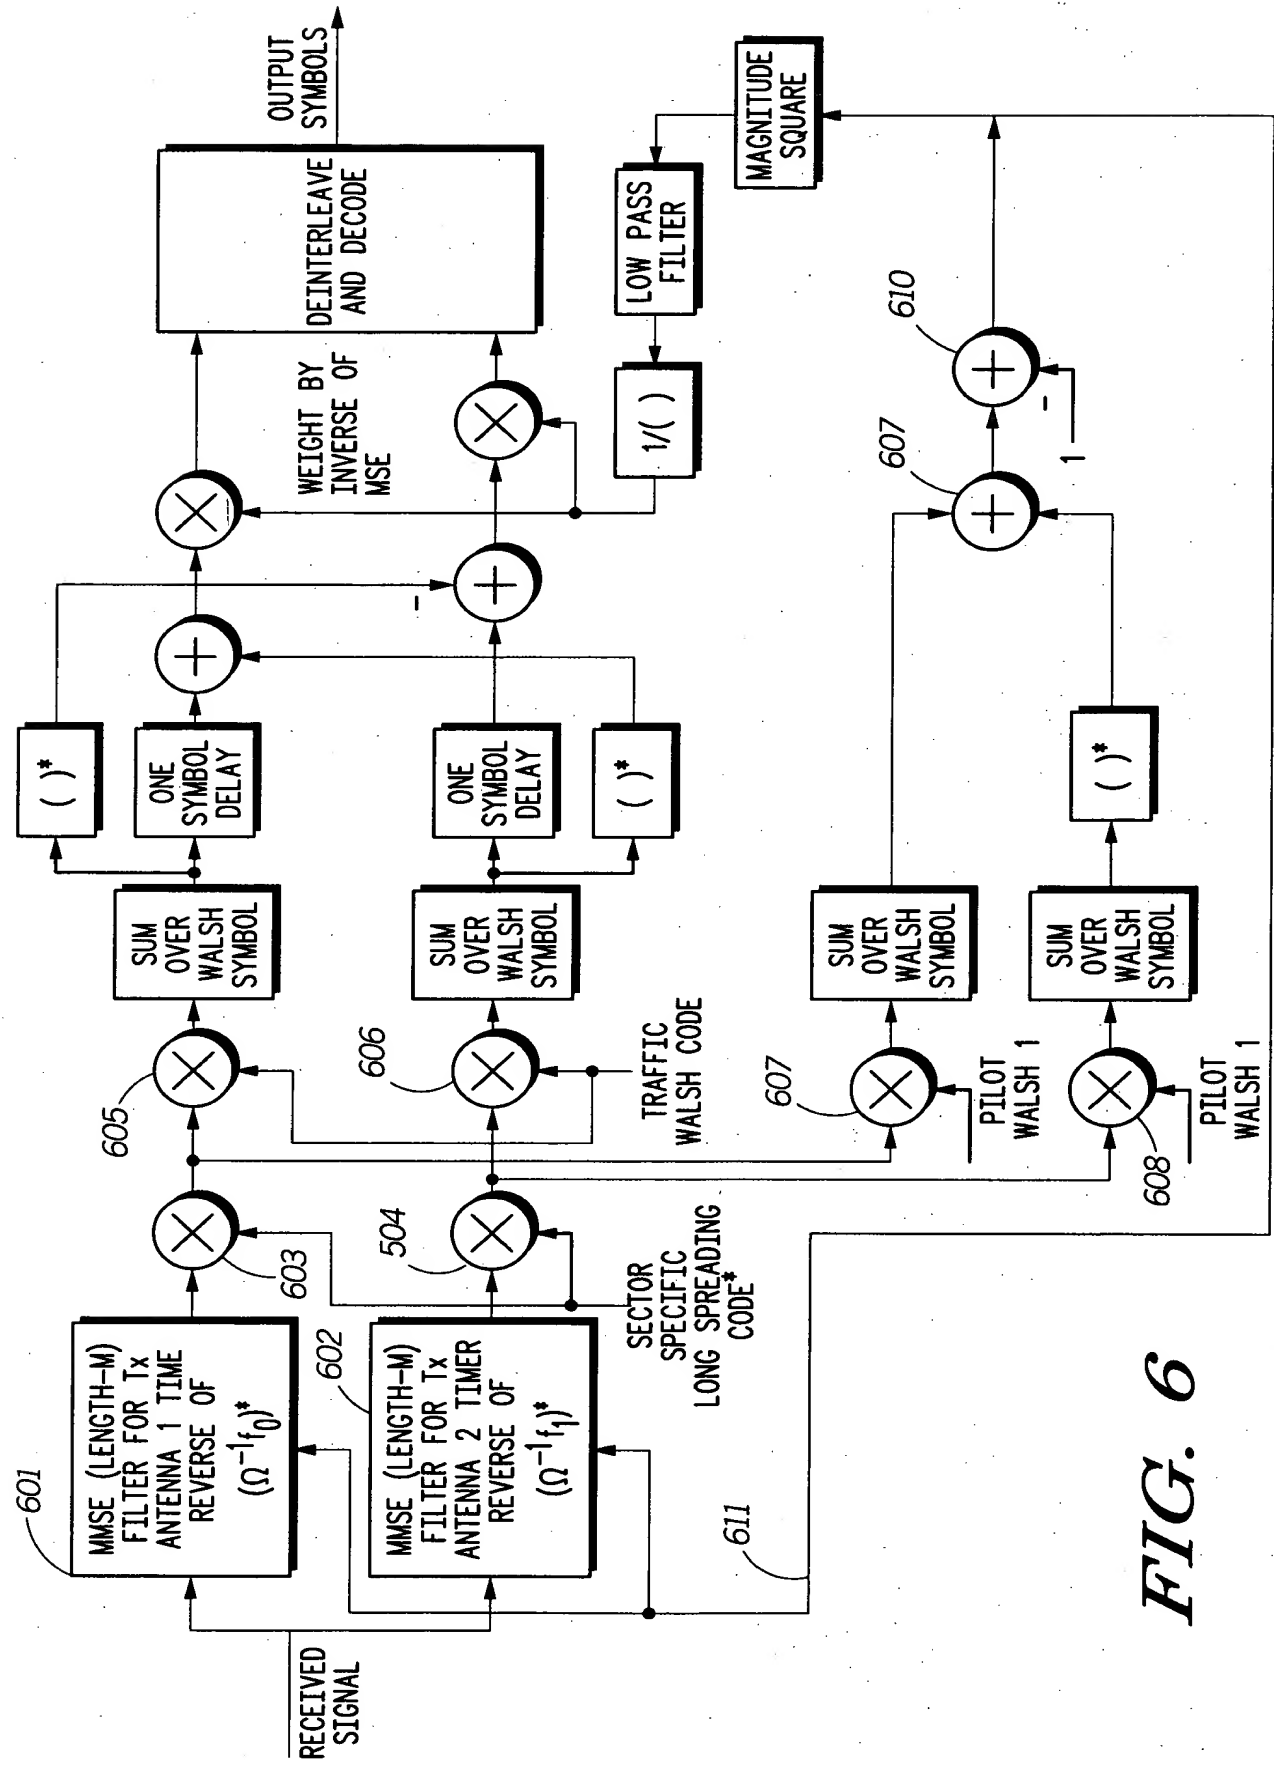 RECEIVED
SIGNAL
601
MMSE (LENGTH-M)
FILTER FOR Tx
ANTENNA 1 TIME
REVERSE OF
(Ω⁻¹f₀)*
602
MMSE (LENGTH-M)
FILTER FOR Tx
ANTENNA 2 TIMER
REVERSE OF
(Ω⁻¹f₁)*
611
603
504
SECTOR
SPECIFIC
LONG SPREADING
CODE*
605
606
TRAFFIC
WALSH CODE
607
PILOT
WALSH 1
608
PILOT
WALSH 1
SUM
OVER
WALSH
SYMBOL
SUM
OVER
WALSH
SYMBOL
SUM
OVER
WALSH
SYMBOL
SUM
OVER
WALSH
SYMBOL
( )*
ONE
SYMBOL
DELAY
ONE
SYMBOL
DELAY
( )*
( )*
+
-
+
×
WEIGHT BY
INVERSE OF
MSE
×
607
+
610
+
-
1
1/( )
LOW PASS
FILTER
MAGNITUDE
SQUARE
DEINTERLEAVE
AND DECODE
OUTPUT
SYMBOLS
FIG. 6